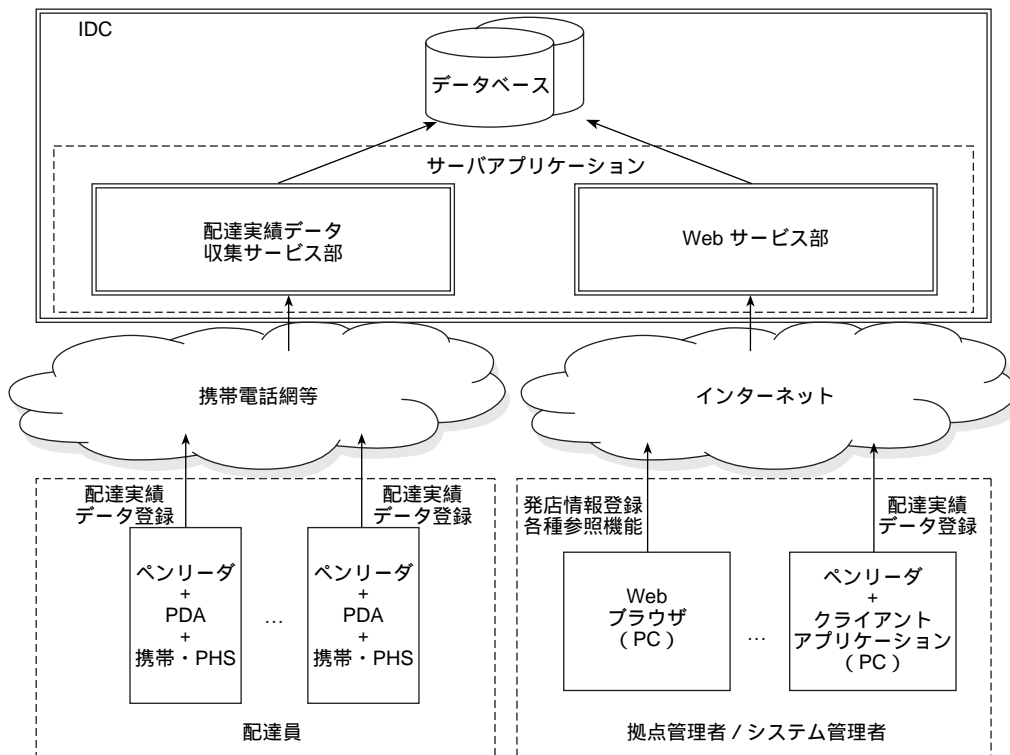 IDC
データベース
サーバアプリケーション
配達実績データ
収集サービス部
Web サービス部
携帯電話網等
インターネット
配達実績
データ登録
配達実績
データ登録
発店情報登録
各種参照機能
配達実績
データ登録
ペンリーダ
+
PDA
+
携帯・PHS
…
ペンリーダ
+
PDA
+
携帯・PHS
Web
ブラウザ
（PC）
…
ペンリーダ
+
クライアント
アプリケーション
（PC）
配達員
拠点管理者 / システム管理者